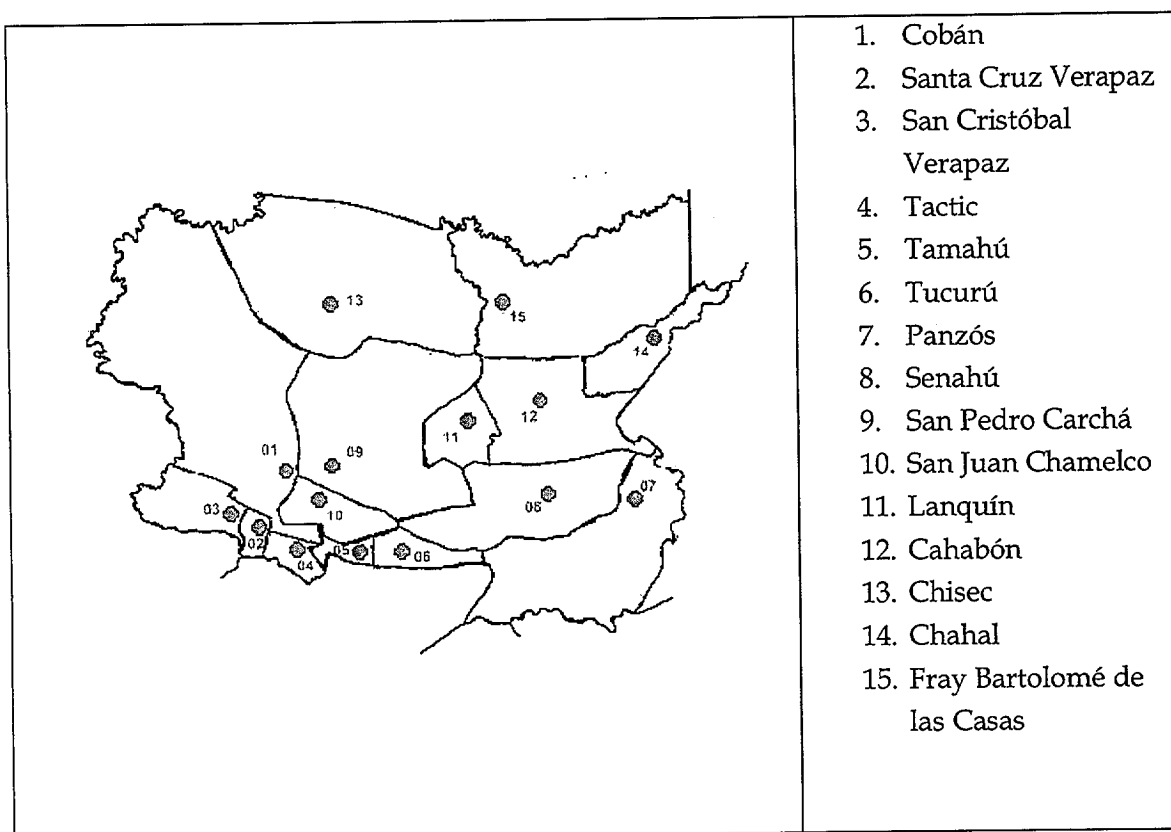 1. Cobán
2. Santa Cruz Verapaz
3. San Cristóbal
Verapaz
4. Tactic
5. Tamahú
6. Tucurú
7. Panzós
8. Senahú
9. San Pedro Carchá
10. San Juan Chamelco
11. Lanquín
12. Cahabón
13. Chisec
14. Chahal
15. Fray Bartolomé de
las Casas
13
15
14
12
11
01
09
08
07
03
10
02
04
05
06